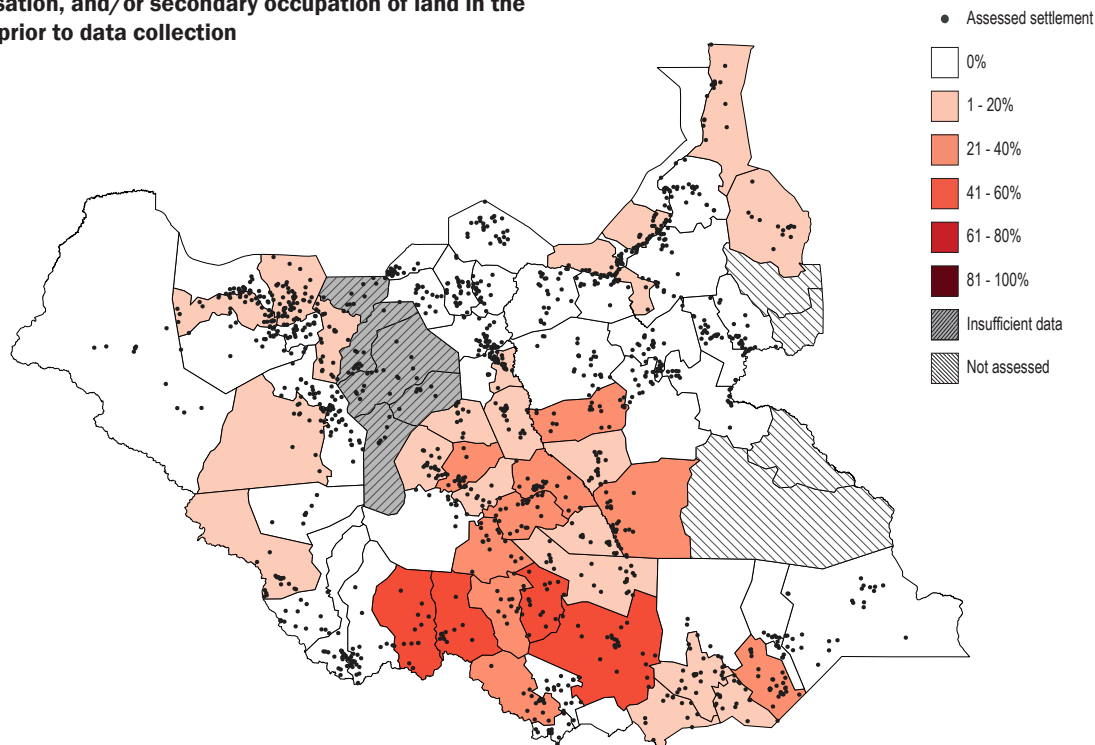 sation, and/or secondary occupation of land in the
prior to data collection
Assessed settlement
0%
1 - 20%
21 - 40%
41 - 60%
61 - 80%
81 - 100%
Insufficient data
Not assessed